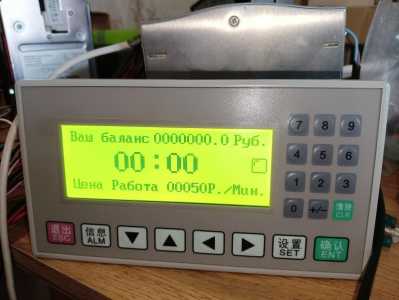 Ваш баланс 0000000.0 Руб.
00:00
Цена Работа 00050Р./Мин.
7 8 9
4 5 6
1 2 3
0 +/- 清除 CLR
退出 ESC
信息 ALM
设置 SET
确认 ENT